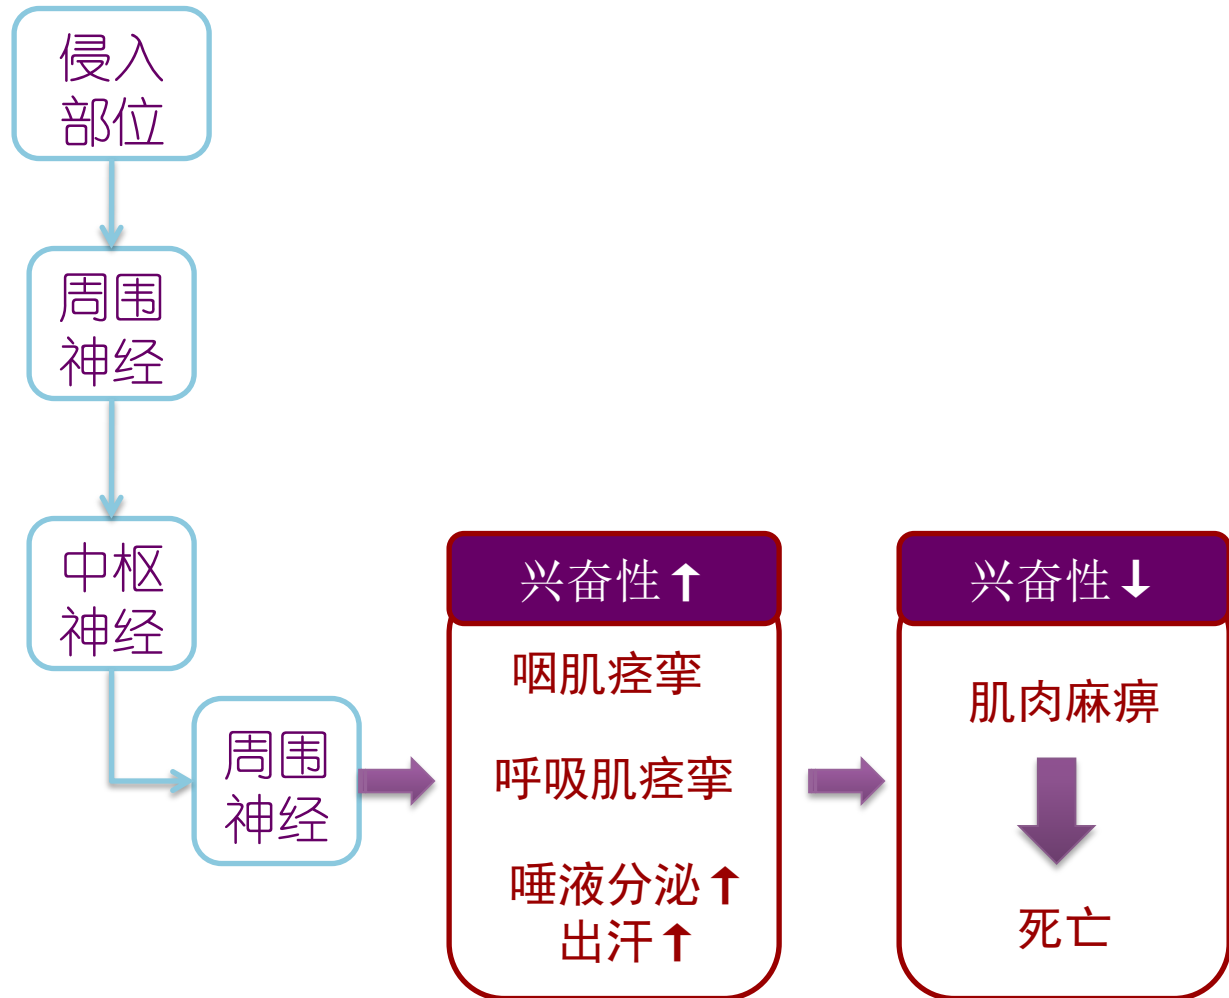 侵入
部位
周围
神经
中枢
神经
周围
神经
兴奋性↑
咽肌痉挛
呼吸肌痉挛
唾液分泌↑
出汗↑
兴奋性↓
肌肉麻痹
死亡